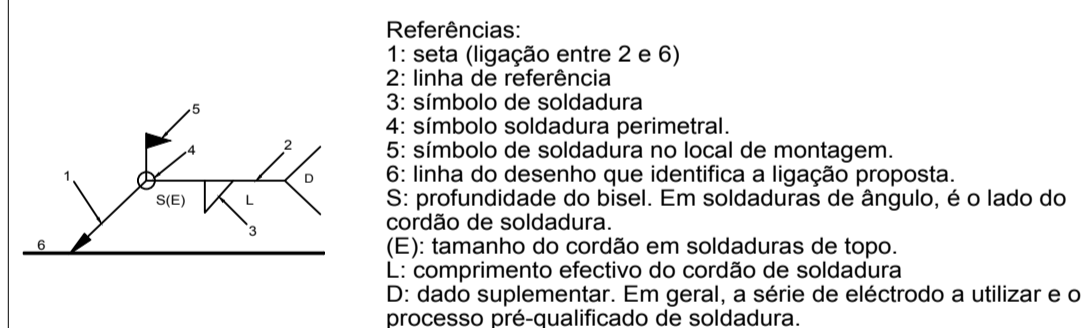 Referências:
1: seta (ligação entre 2 e 6)
2: linha de referência
3: símbolo de soldadura
4: símbolo soldadura perimetral.
5: símbolo de soldadura no local de montagem.
6: linha do desenho que identifica a ligação proposta.
S: profundidade do bisel. Em soldaduras de ângulo, é o lado do
cordão de soldadura.
(E): tamanho do cordão em soldaduras de topo.
L: comprimento efectivo do cordão de soldadura
D: dado suplementar. Em geral, a série de eléctrodo a utilizar e o
processo pré-qualificado de soldadura.
5
4
2
1
D
S(E)
L
3
6